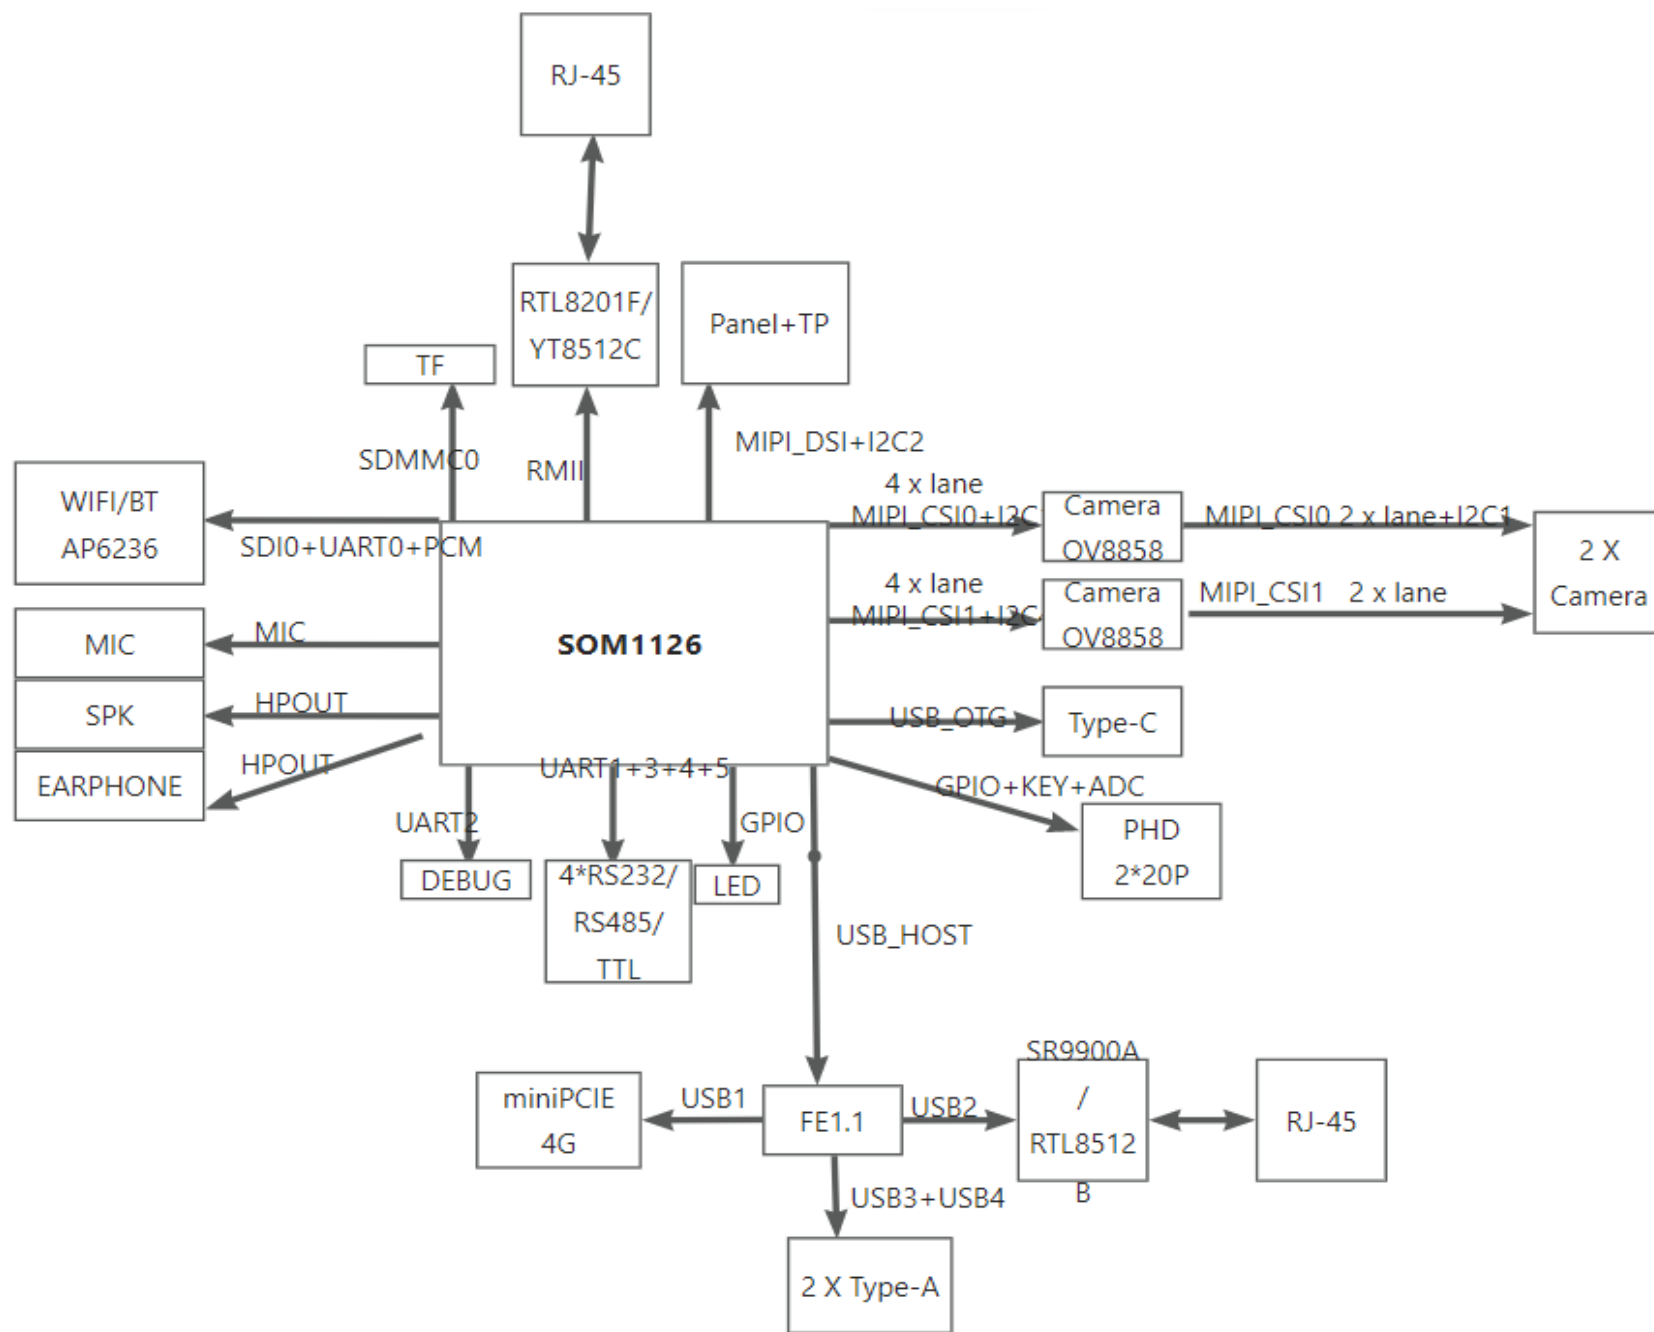 RJ-45
RTL8201F/
YT8512C
Panel+TP
TF
MIPI_DSI+I2C2
SDMMC0
RMII
WIFI/BT
AP6236
SDI0+UART0+PCM
4 x lane
MIPI_CSI0+I2C
Camera
OV8858
MIPI_CSI0 2 x lane+I2C1
2 X
Camera
4 x lane
MIPI_CSI1+I2C
Camera
OV8858
MIPI_CSI1 2 x lane
MIC
MIC
SOM1126
SPK
HPOUT
USB_OTG
Type-C
EARPHONE
HPOUT
UART1+3+4+5
GPIO+KEY+ADC
UART2
GPIO
PHD
2*20P
DEBUG
4*RS232/
RS485/
TTL
LED
USB_HOST
miniPCIE
4G
USB1
FE1.1
USB2
SR9900A
/
RTL8512
B
RJ-45
USB3+USB4
2 X Type-A